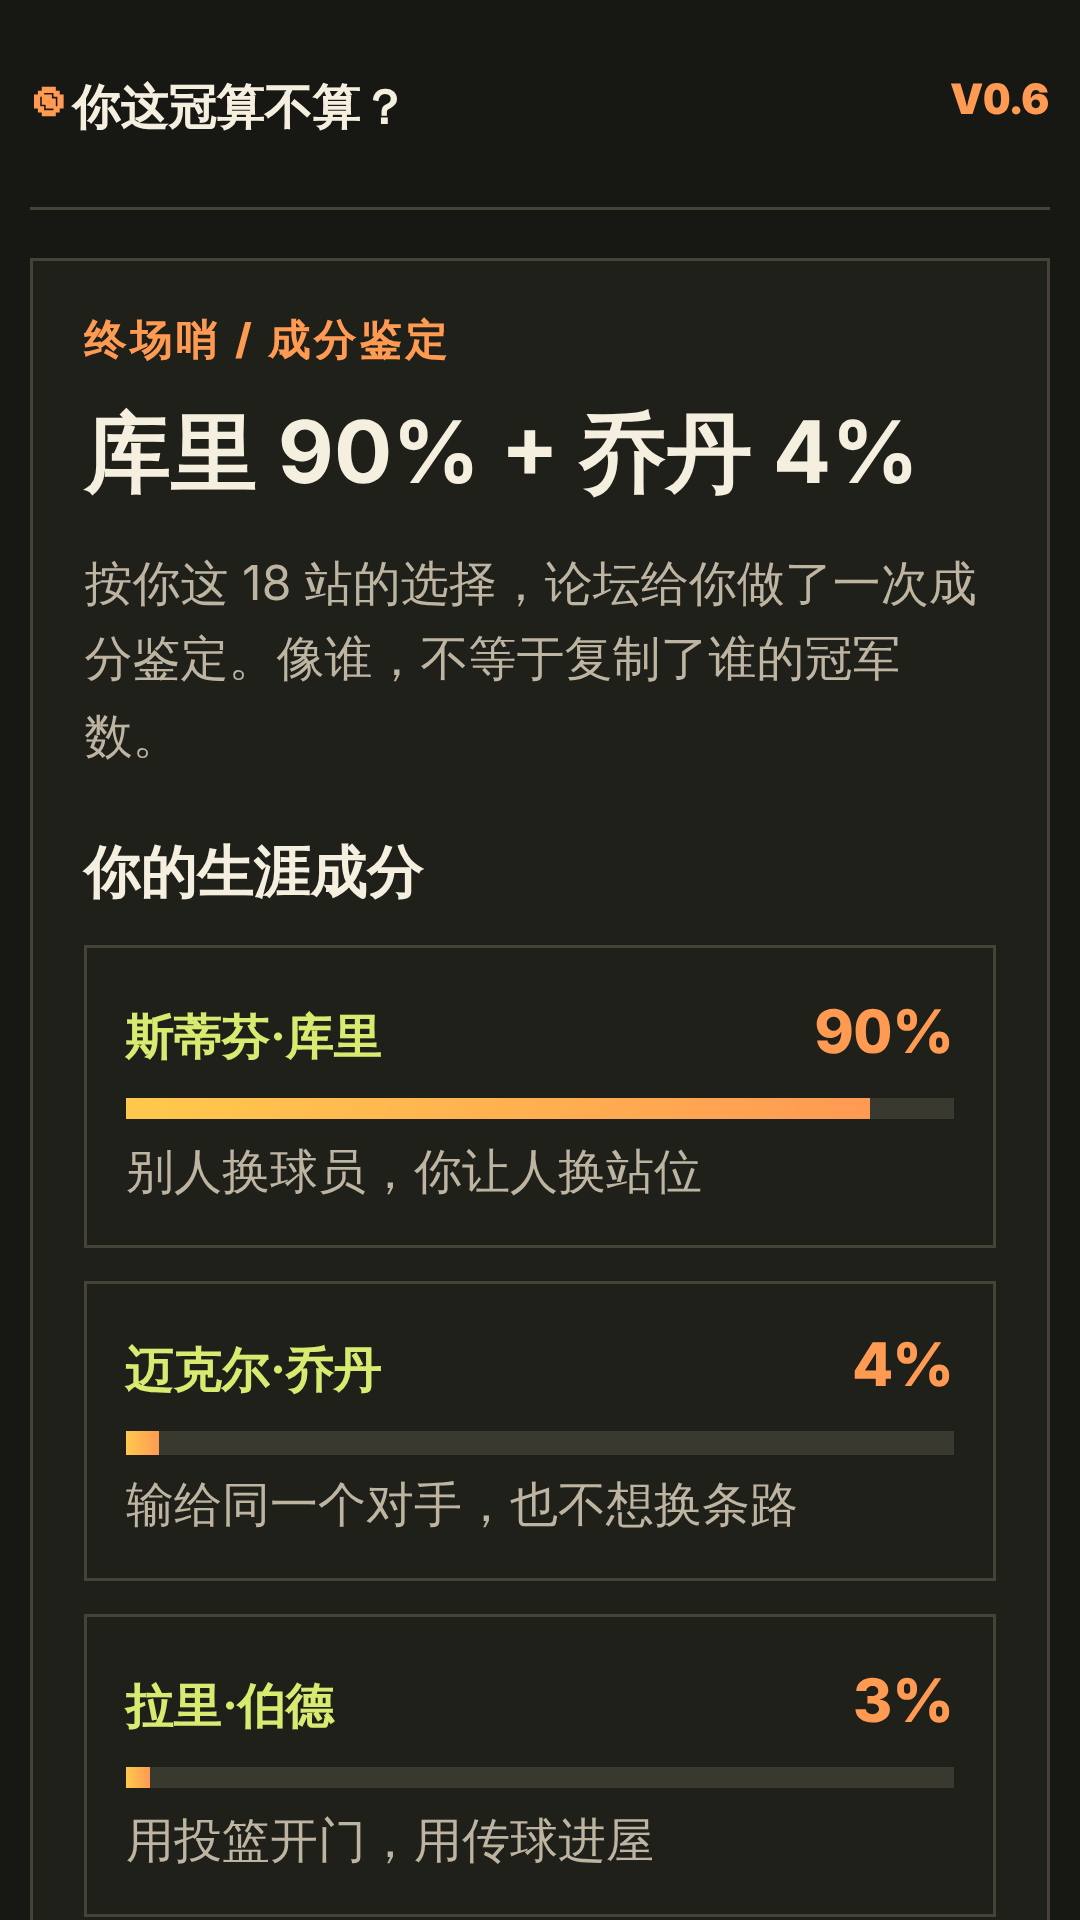 你这冠算不算？
V0.6
终场哨 / 成分鉴定
库里 90% + 乔丹 4%
按你这 18 站的选择，论坛给你做了一次成
分鉴定。像谁，不等于复制了谁的冠军
数。
你的生涯成分
斯蒂芬·库里
90%
别人换球员，你让人换站位
迈克尔·乔丹
4%
输给同一个对手，也不想换条路
拉里·伯德
3%
用投篮开门，用传球进屋